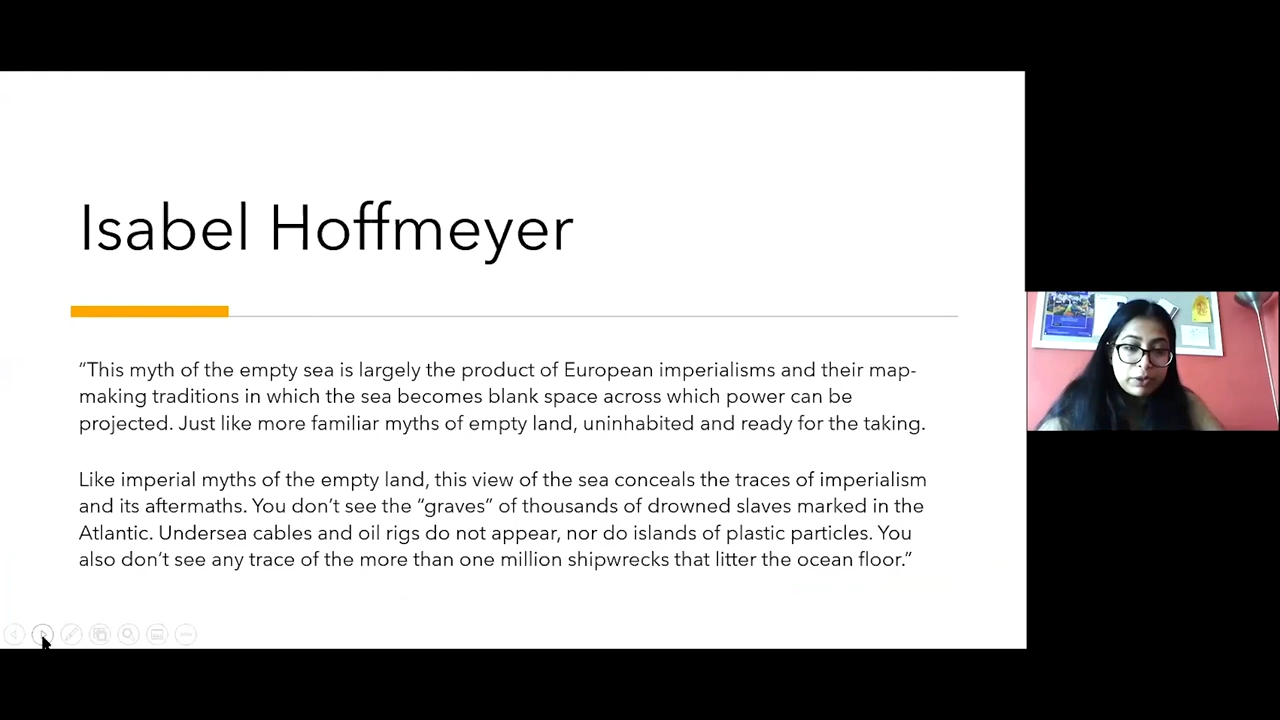 Isabel Hoffmeyer
“This myth of the empty sea is largely the product of European imperialisms and their map-
making traditions in which the sea becomes blank space across which power can be
projected. Just like more familiar myths of empty land, uninhabited and ready for the taking.
Like imperial myths of the empty land, this view of the sea conceals the traces of imperialism
and its aftermaths. You don’t see the “graves” of thousands of drowned slaves marked in the
Atlantic. Undersea cables and oil rigs do not appear, nor do islands of plastic particles. You
also don’t see any trace of the more than one million shipwrecks that litter the ocean floor.”